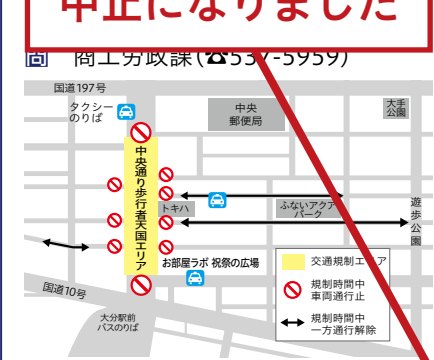 中止になりました
問 商工労政課(☎537-5959)
国道197号
タクシー
のりば
中央
郵便局
大手
公園
中央通り歩行者天国エリア
トキハ
ふないアクア
パーク
遊歩公園
お部屋ラボ 祝祭の広場
国道10号
大分駅前
バスのりば
交通規制エリア
規制時間中
車両通行止
規制時間中
一方通行解除